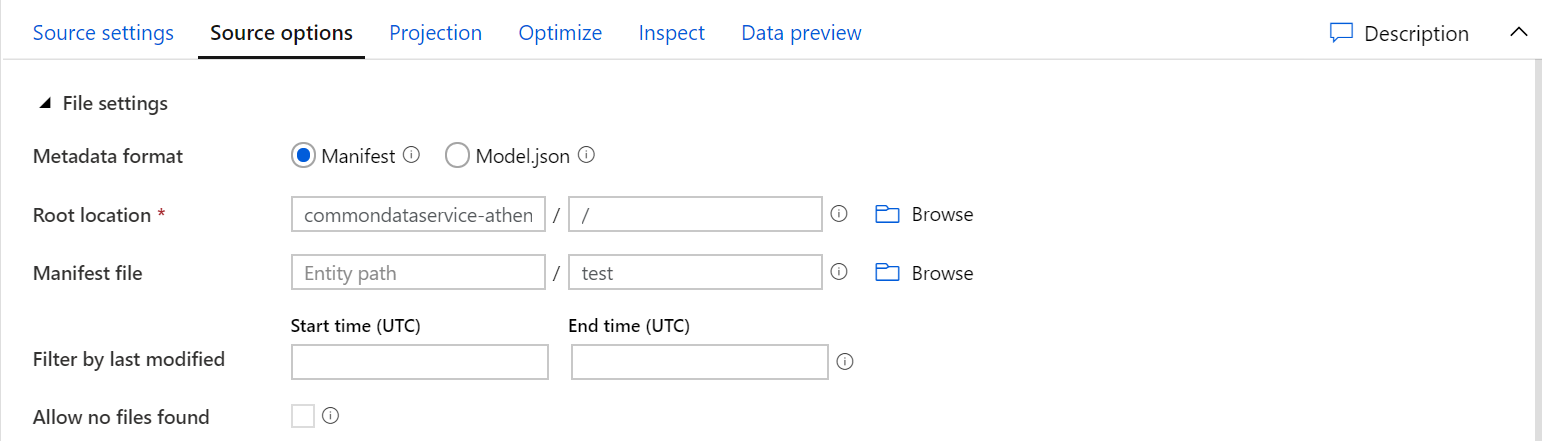 Source settings Source options Projection Optimize Inspect Data preview Description
File settings
Metadata format Manifest Model.json
Root location * commondataservice-athen / / Browse
Manifest file Entity path / test Browse
Start time (UTC) End time (UTC)
Filter by last modified
Allow no files found